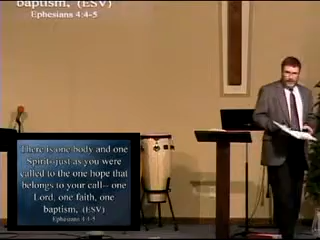 baptism, (ESV)
Ephesians 4:4-5
There is one body and one
Spirit-just as you were
called to the one hope that
belongs to your call-- one
Lord, one faith, one
baptism, (ESV)
Ephesians 4:4-5